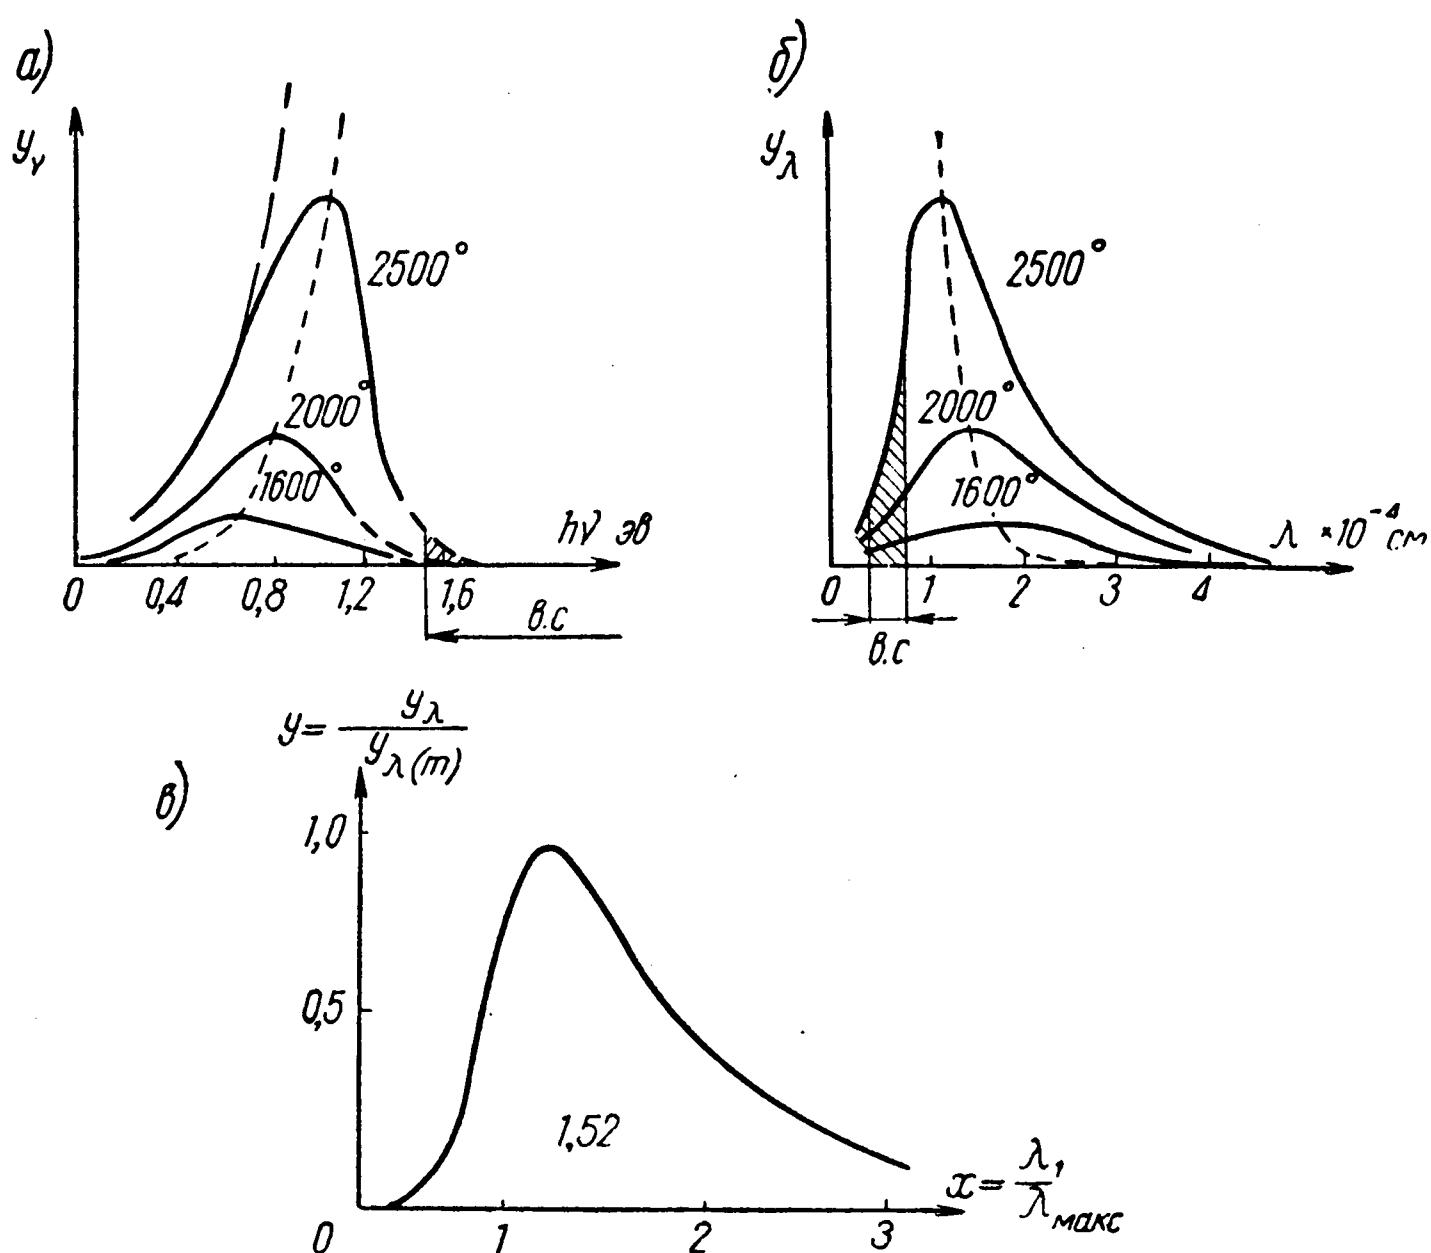 а)
y_ν
2500°
2000°
1600°
hν эв
0 0,4 0,8 1,2 1,6
в.с
б)
y_λ
2500°
2000°
1600°
λ ×10⁻⁴ см
0 1 2 3 4
в.с
в)
y= y_λ / y_λ(m)
1,0
0,5
1,52
x= λ₁ / λ_макс
0 1 2 3